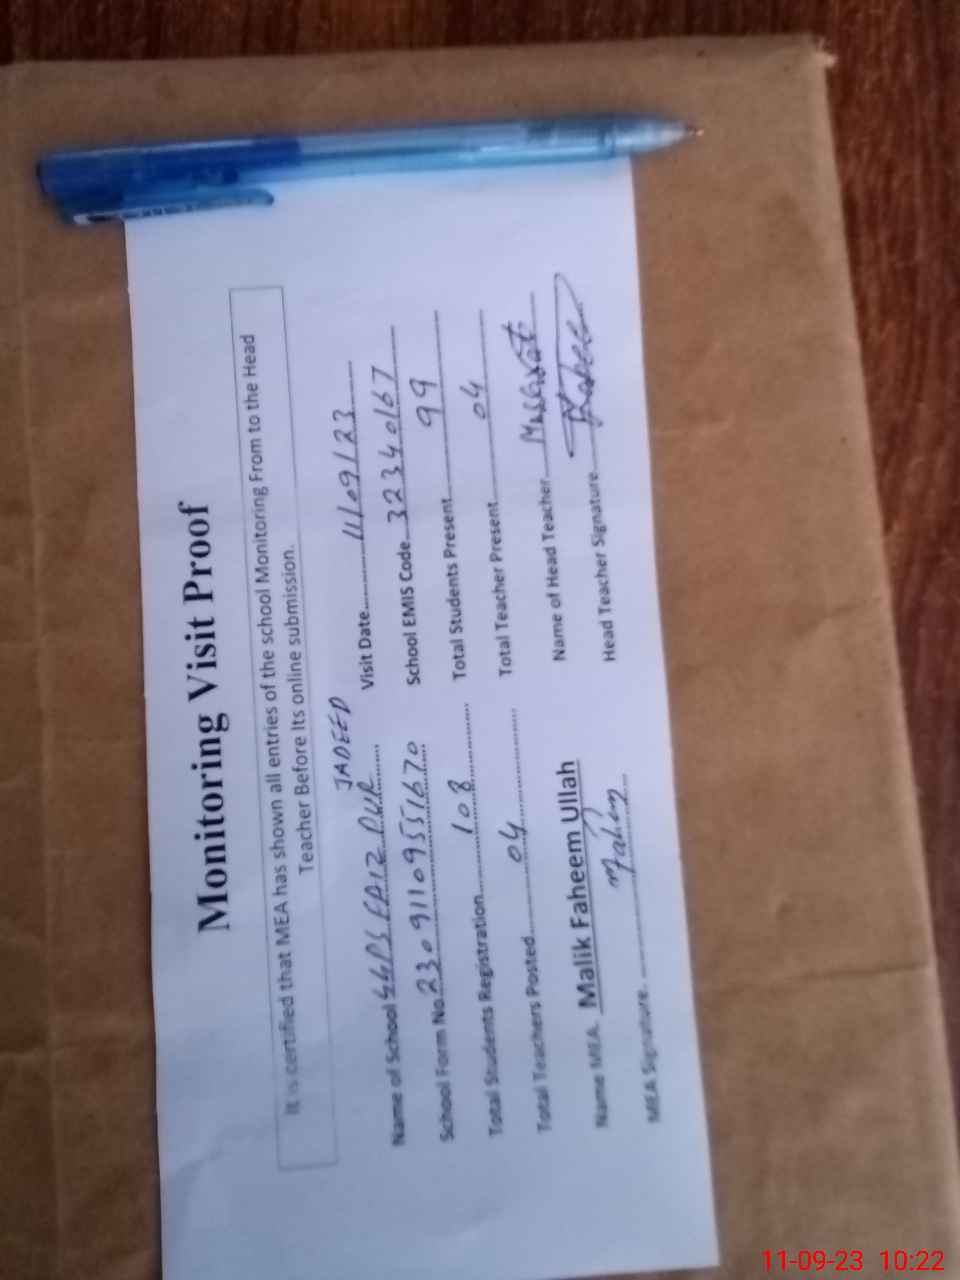 Monitoring Visit Proof
It is certified that MEA has shown all entries of the school Monitoring From to the Head
Teacher Before Its online submission.
JADEED
Name of School GGPS FAIZ PUR Visit Date 11/09/23
School Form No. 230911095551670 School EMIS Code 32340167
Total Students Registration 108 Total Students Present 99
Total Teachers Posted 04 Total Teacher Present 04
Name MEA. Malik Faheem Ullah Name of Head Teacher Musarat
MEA Signature. Fahim Head Teacher Signature
11-09-23 10:22